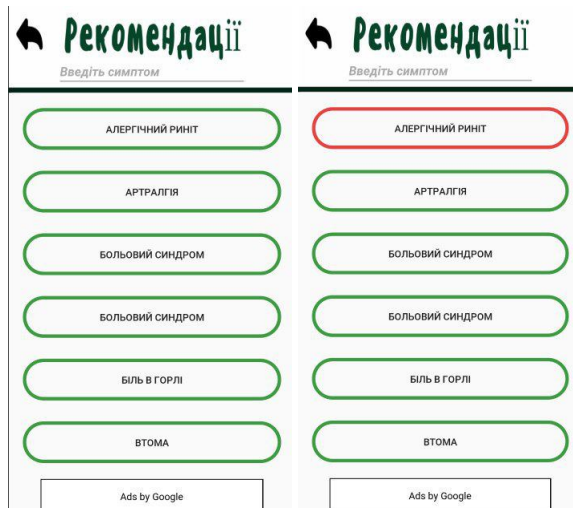 Рекомендації
Введіть симптом
АЛЕРГІЧНИЙ РИНІТ
АРТРАЛГІЯ
БОЛЬОВИЙ СИНДРОМ
БОЛЬОВИЙ СИНДРОМ
БІЛЬ В ГОРЛІ
ВТОМА
Ads by Google
Рекомендації
Введіть симптом
АЛЕРГІЧНИЙ РИНІТ
АРТРАЛГІЯ
БОЛЬОВИЙ СИНДРОМ
БОЛЬОВИЙ СИНДРОМ
БІЛЬ В ГОРЛІ
ВТОМА
Ads by Google